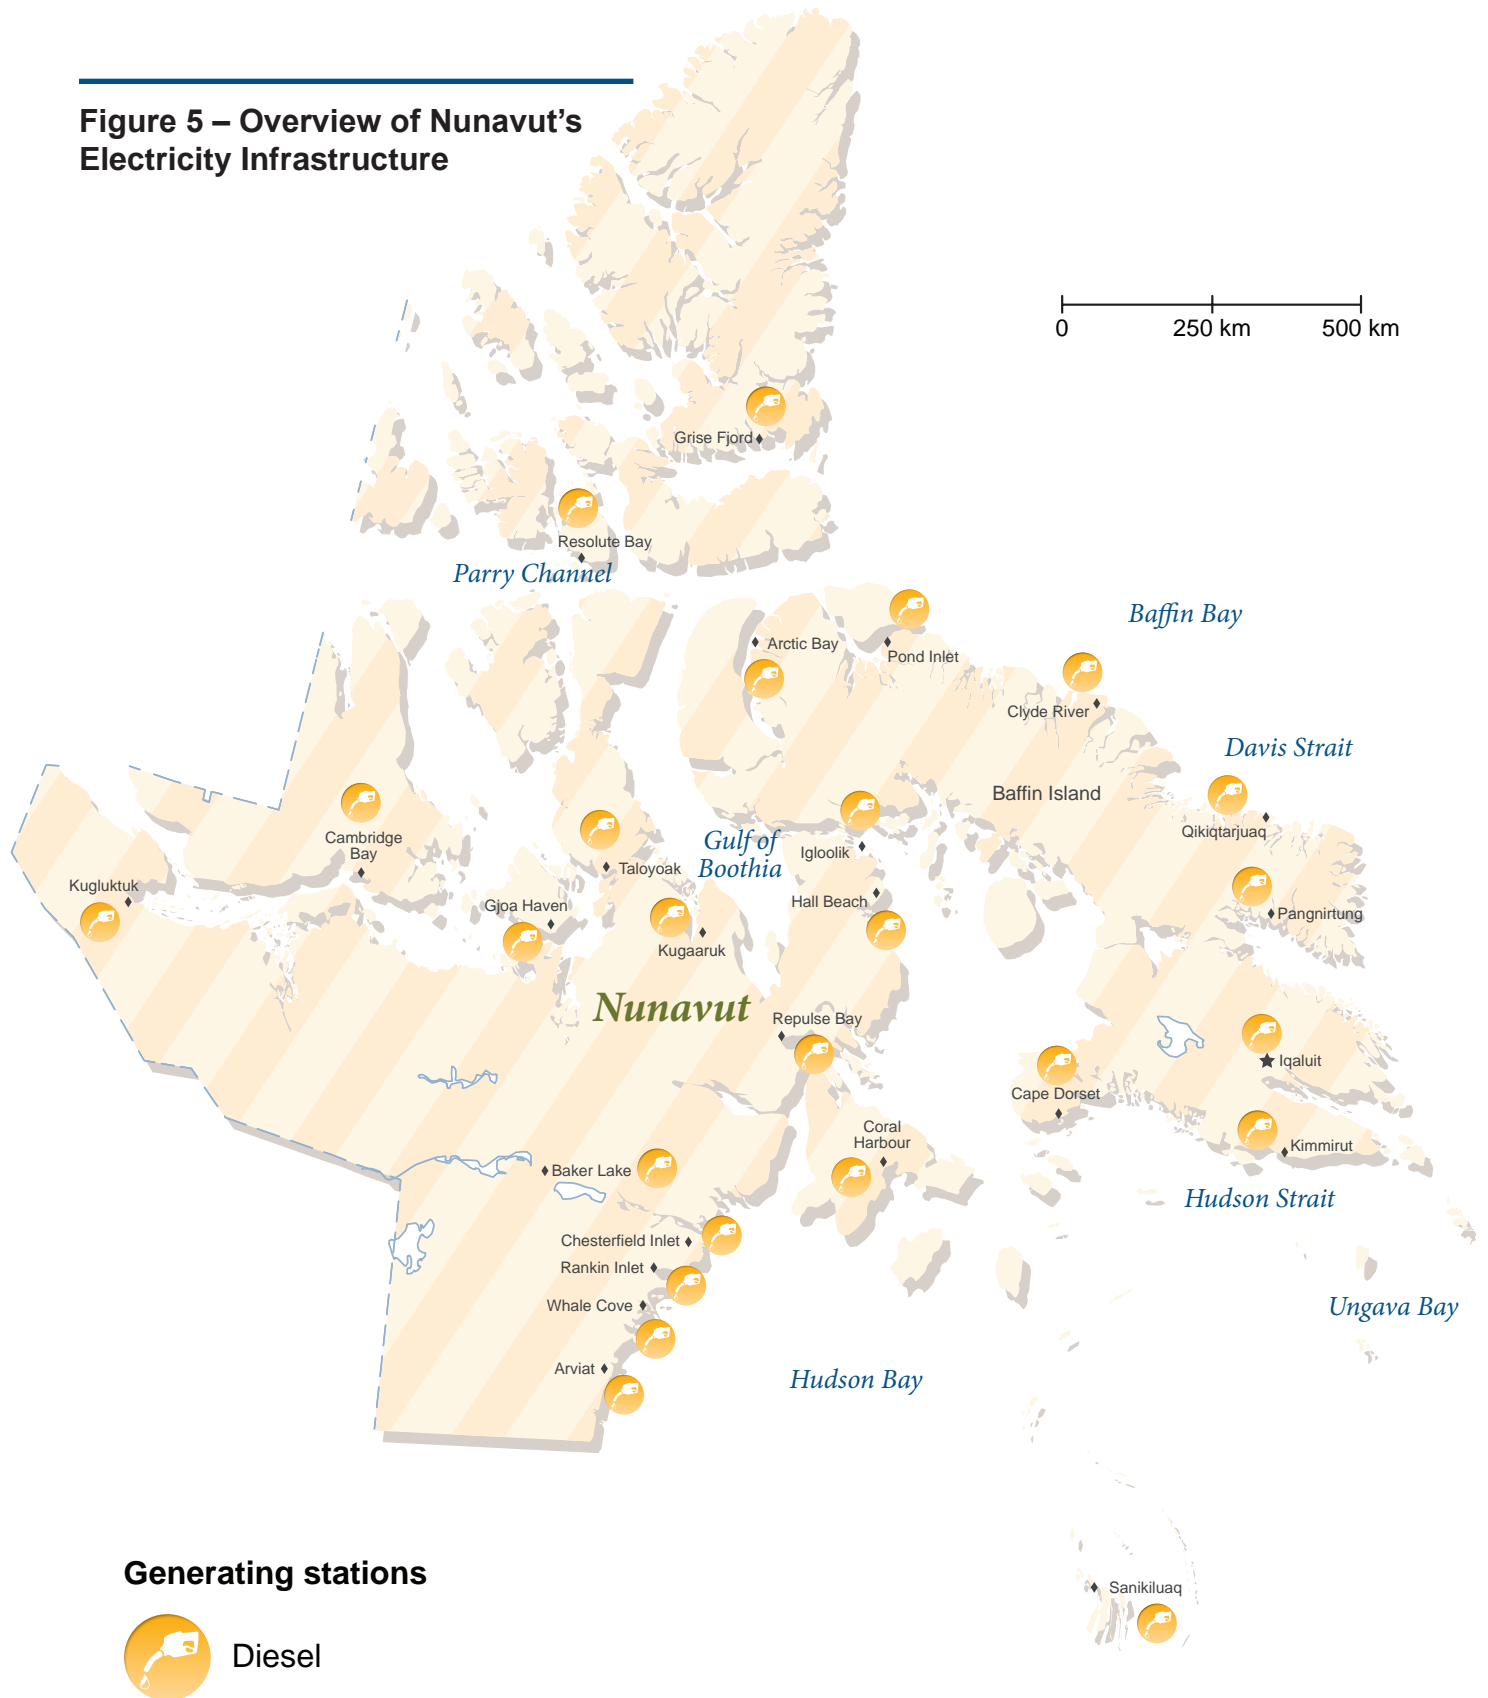 Figure 5 – Overview of Nunavut’s
Electricity Infrastructure
0
250 km
500 km
Grise Fjord
Resolute Bay
Parry Channel
Baffin Bay
Arctic Bay
Pond Inlet
Clyde River
Davis Strait
Baffin Island
Qikiqtarjuaq
Cambridge
Bay
Gulf of
Boothia
Igloolik
Taloyoak
Kugluktuk
Hall Beach
Gjoa Haven
Pangnirtung
Kugaaruk
Nunavut
Repulse Bay
Iqaluit
Cape Dorset
Coral
Harbour
Kimmirut
Baker Lake
Hudson Strait
Chesterfield Inlet
Rankin Inlet
Whale Cove
Ungava Bay
Arviat
Hudson Bay
Sanikiluaq
Generating stations
Diesel